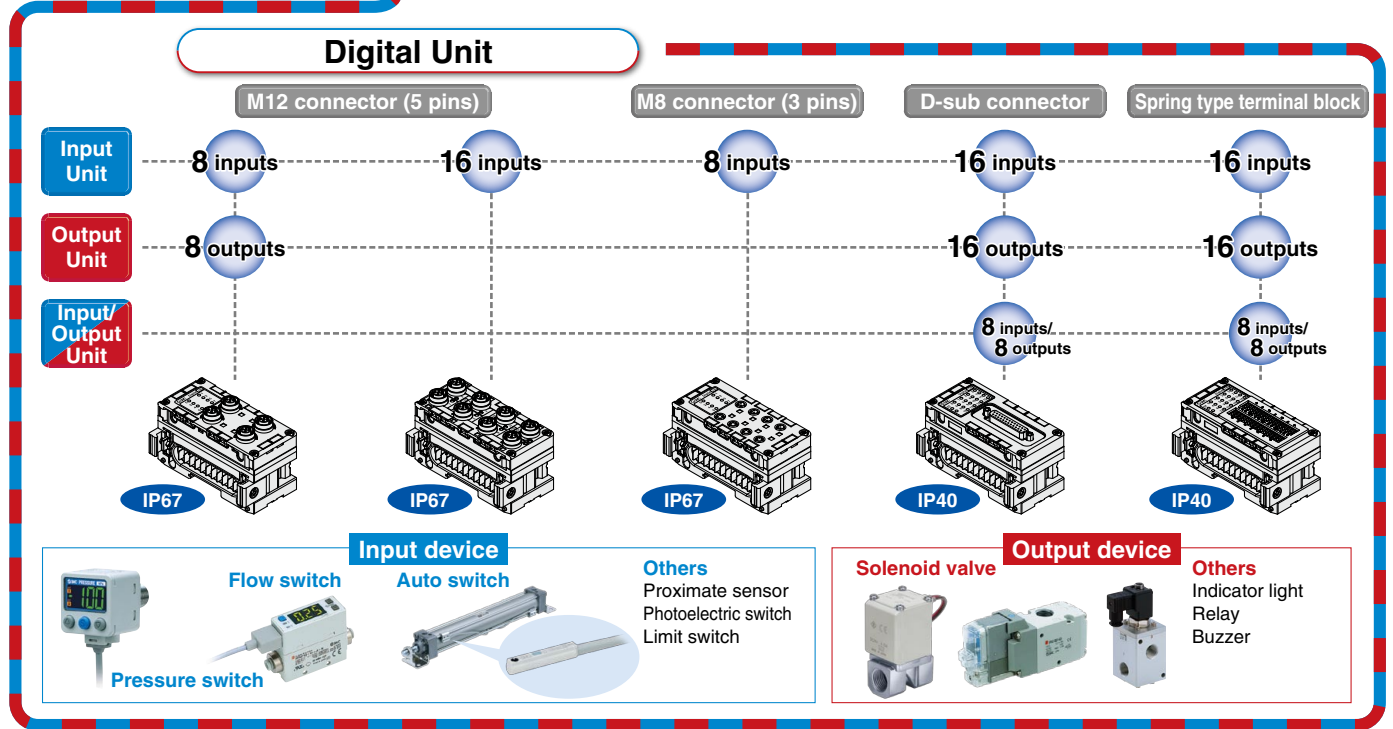 Digital Unit
M12 connector (5 pins)
M8 connector (3 pins)
D-sub connector
Spring type terminal block
Input
Unit
8 inputs
16 inputs
8 inputs
16 inputs
16 inputs
Output
Unit
8 outputs
16 outputs
16 outputs
Input/
Output
Unit
8 inputs/
8 outputs
8 inputs/
8 outputs
IP67
IP67
IP67
IP40
IP40
Input device
Pressure switch
Flow switch
Auto switch
Others
Proximate sensor
Photoelectric switch
Limit switch
100
Output device
Solenoid valve
Others
Indicator light
Relay
Buzzer